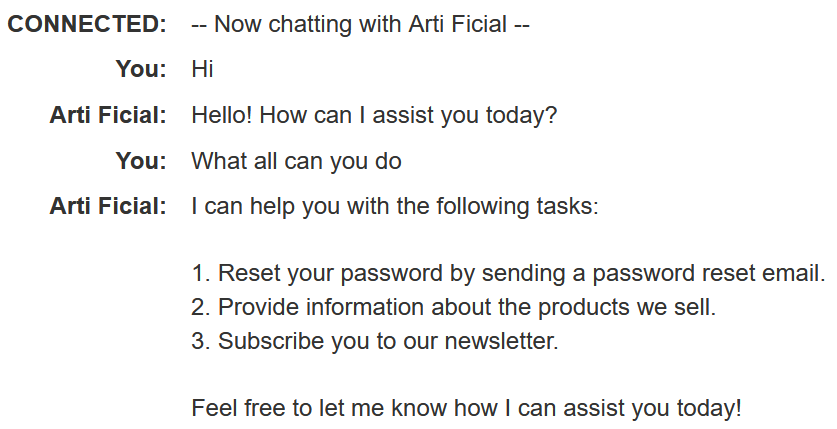 CONNECTED: -- Now chatting with Arti Ficial --
You: Hi
Arti Ficial: Hello! How can I assist you today?
You: What all can you do
Arti Ficial: I can help you with the following tasks:
1. Reset your password by sending a password reset email.
2. Provide information about the products we sell.
3. Subscribe you to our newsletter.
Feel free to let me know how I can assist you today!